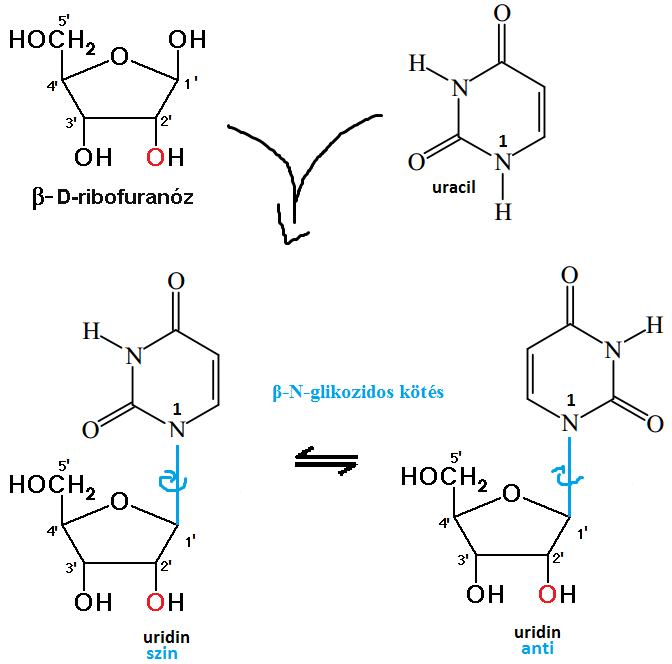 HOCH₂ 5' O OH
4' 1'
3' 2'
OH OH
β-D-ribofuranóz
O
H N
O N 1
H
uracil
O
H N
O N 1
HOCH₂ 5' O
4' 1'
3' 2'
OH OH
uridin
szin
β-N-glikozidos kötés
O
N H
1 N O
HOCH₂ 5' O
4' 1'
3' 2'
OH OH
uridin
anti